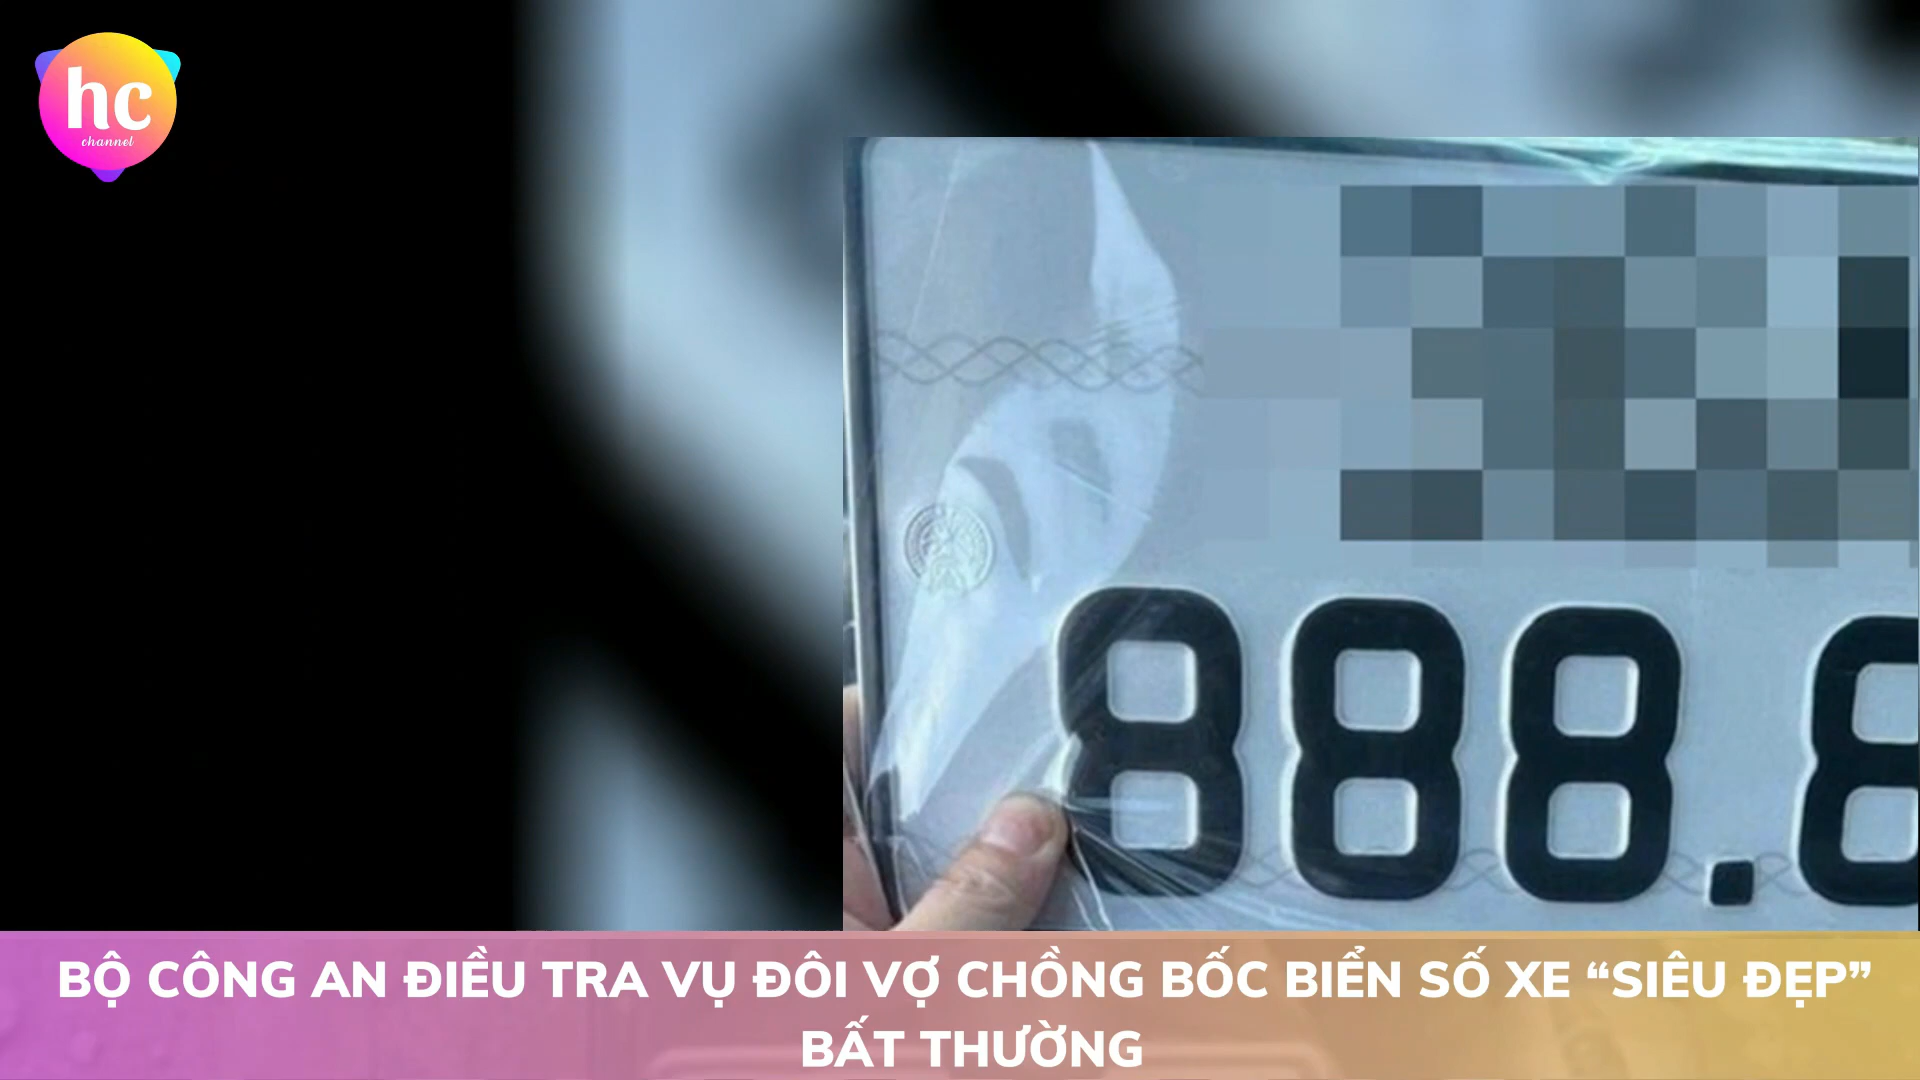 hc
channel
888.8
BỘ CÔNG AN ĐIỀU TRA VỤ ĐÔI VỢ CHỒNG BỐC BIỂN SỐ XE “SIÊU ĐẸP”
BẤT THƯỜNG